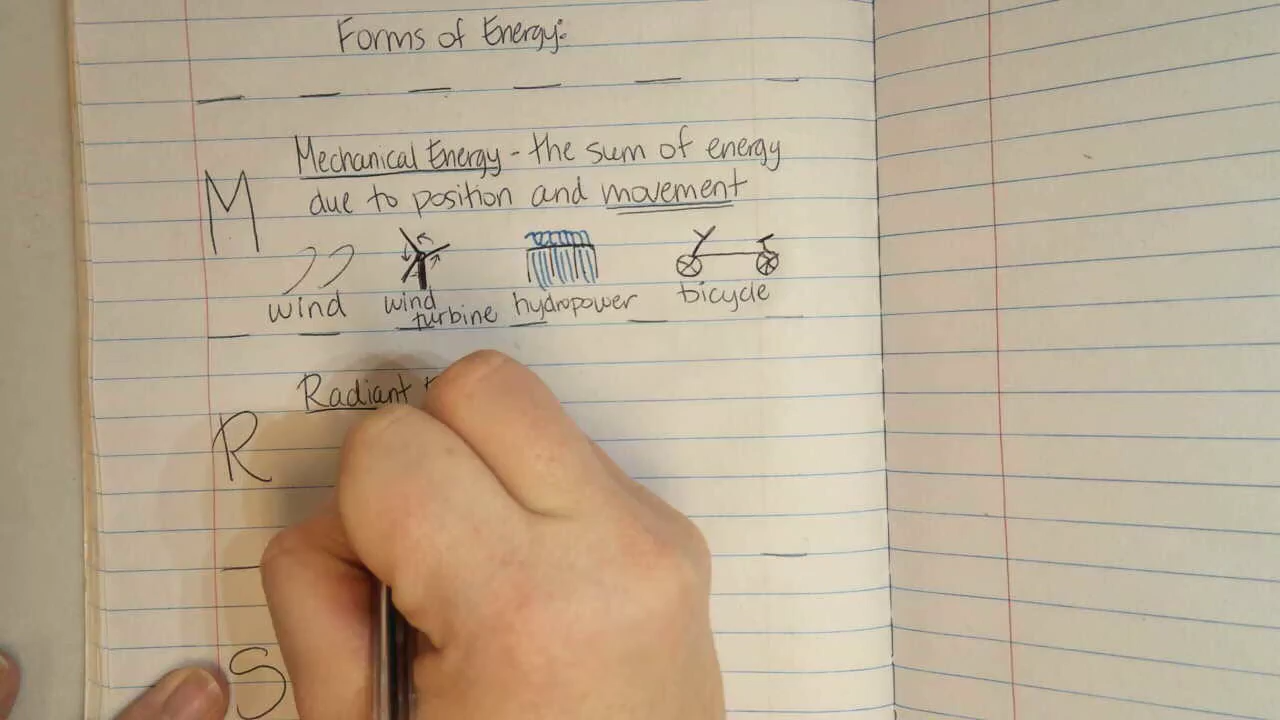 Forms of Energy:
Mechanical Energy - the sum of energy
M
due to position and movement
wind
wind turbine
hydropower
bicycle
Radiant
R
S